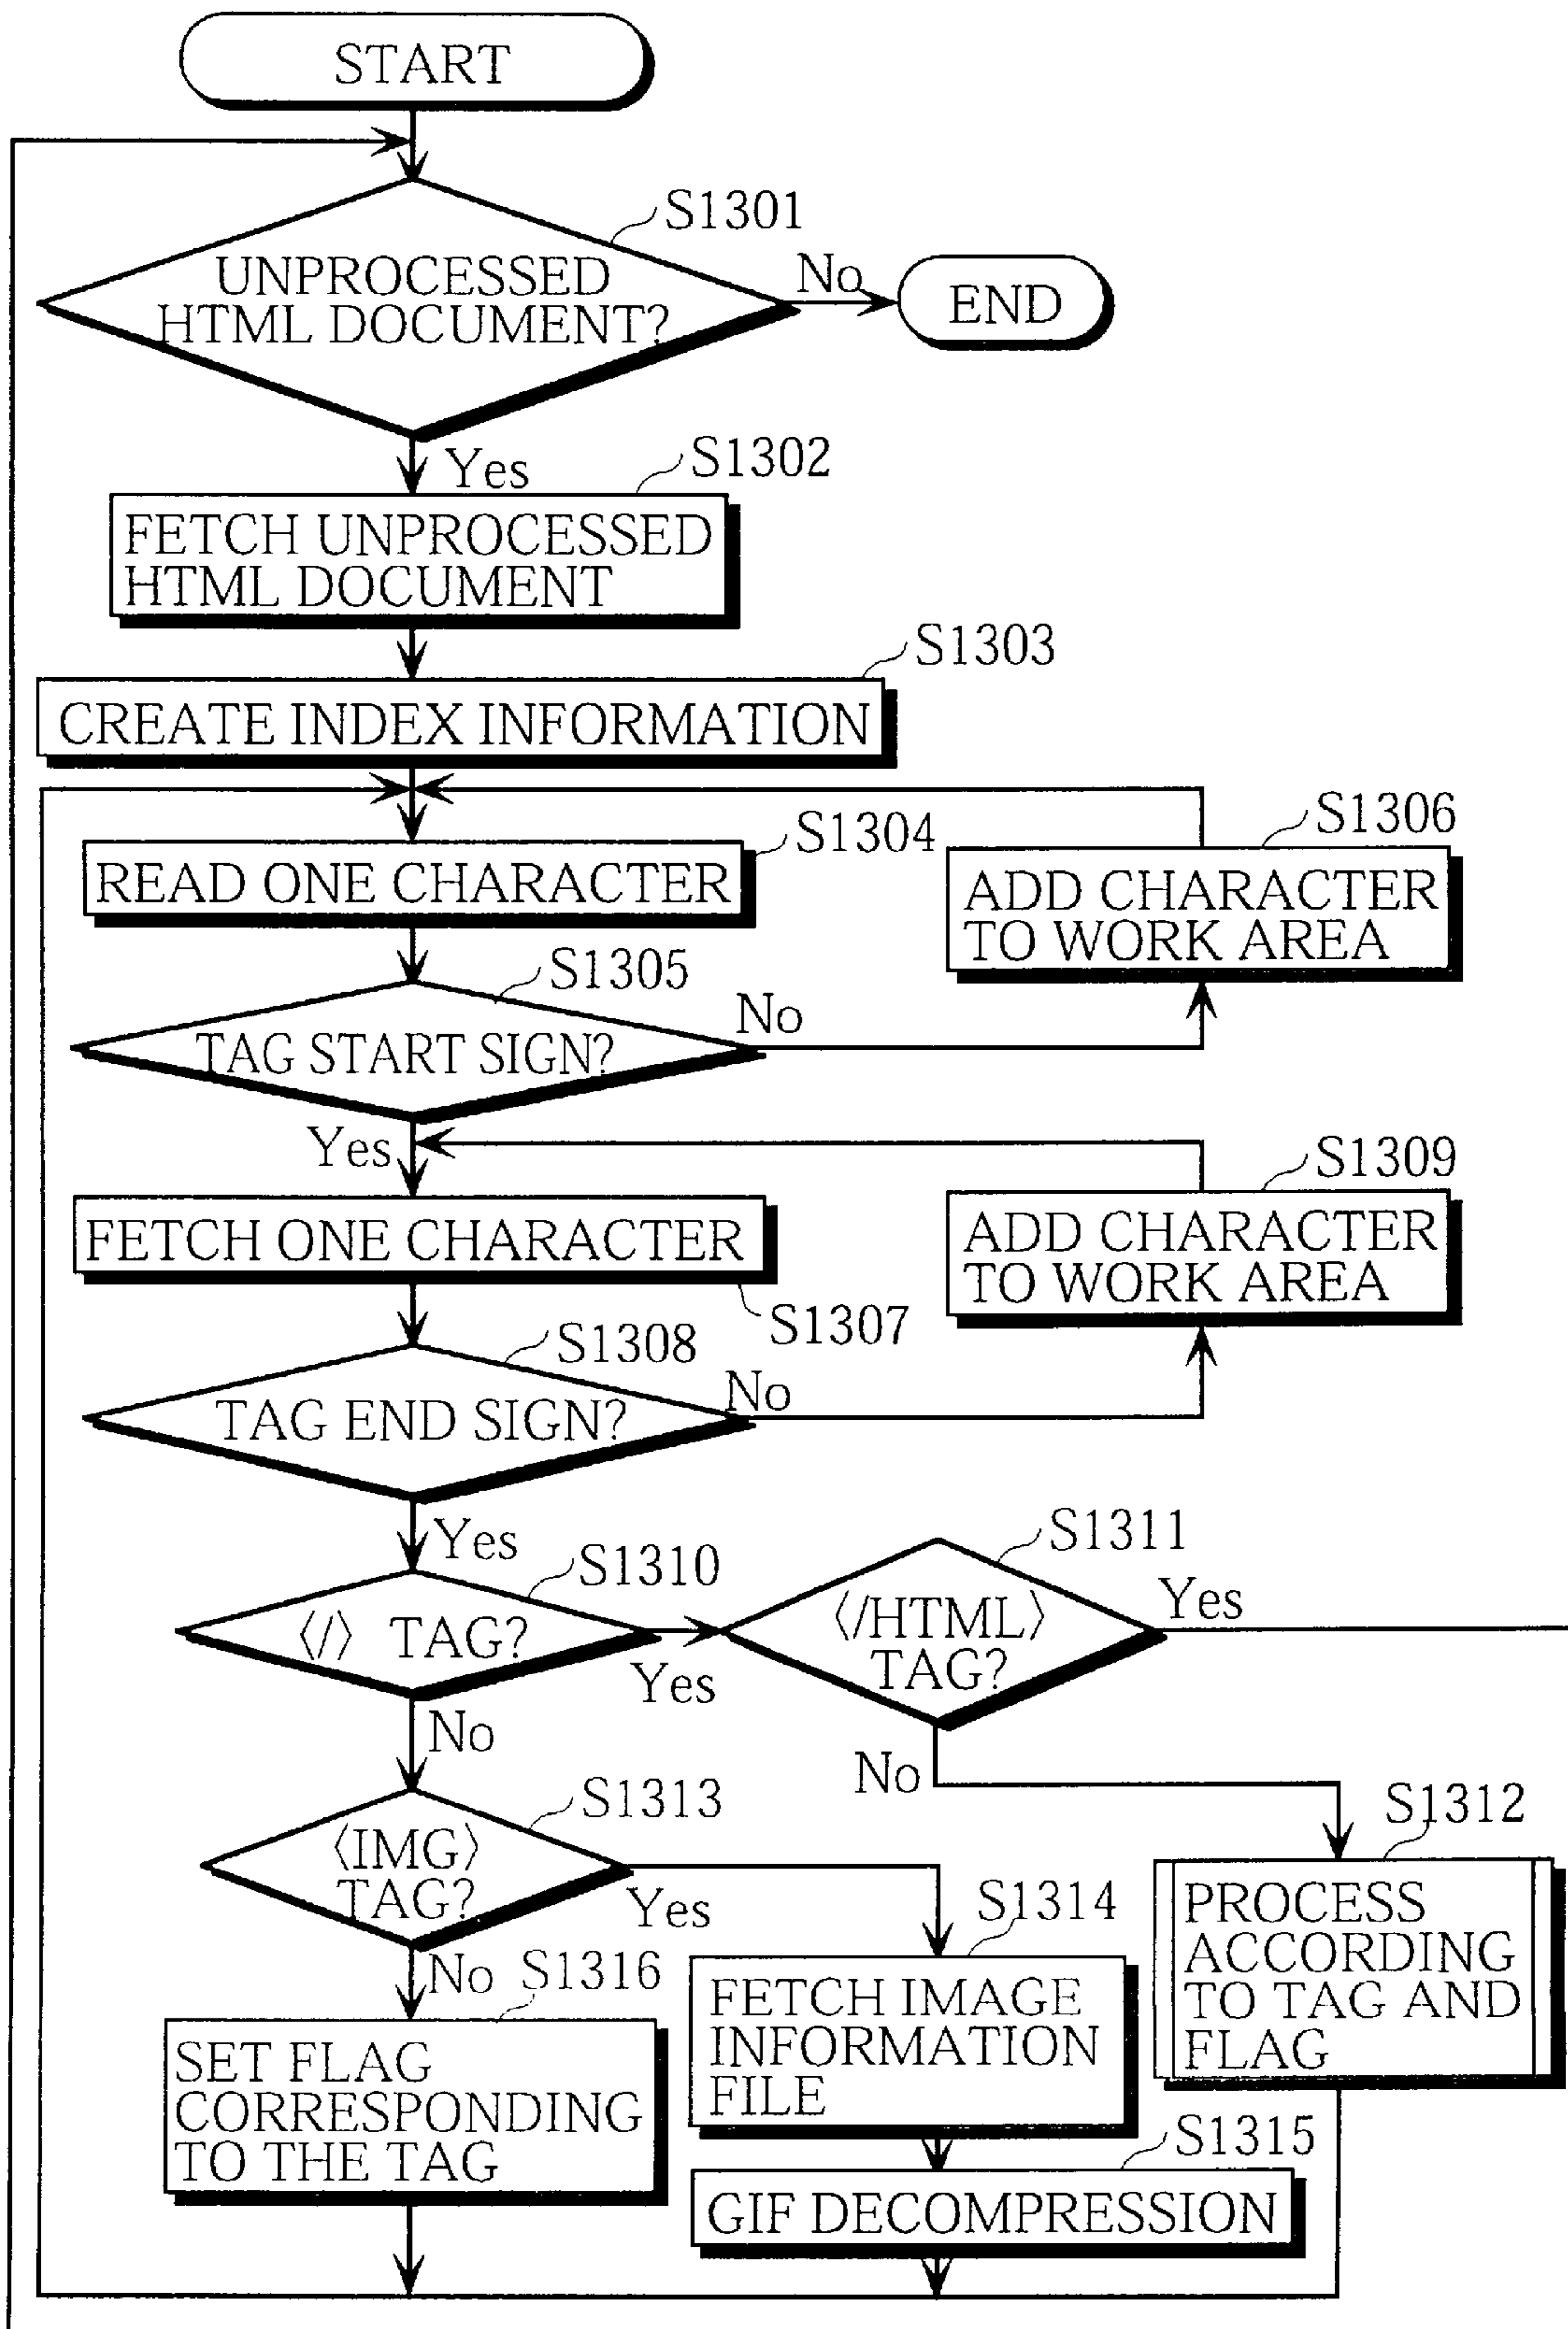 START
S1301
UNPROCESSED
HTML DOCUMENT?
No
END
Yes
S1302
FETCH UNPROCESSED
HTML DOCUMENT
S1303
CREATE INDEX INFORMATION
S1304
READ ONE CHARACTER
S1306
ADD CHARACTER
TO WORK AREA
S1305
TAG START SIGN?
No
Yes
FETCH ONE CHARACTER
S1307
S1309
ADD CHARACTER
TO WORK AREA
S1308
TAG END SIGN?
No
Yes
S1310
〈/〉 TAG?
Yes
S1311
〈/HTML〉
TAG?
Yes
No
No
S1313
〈IMG〉
TAG?
Yes
S1312
PROCESS
ACCORDING
TO TAG AND
FLAG
S1314
FETCH IMAGE
INFORMATION
FILE
No
S1316
SET FLAG
CORRESPONDING
TO THE TAG
S1315
GIF DECOMPRESSION